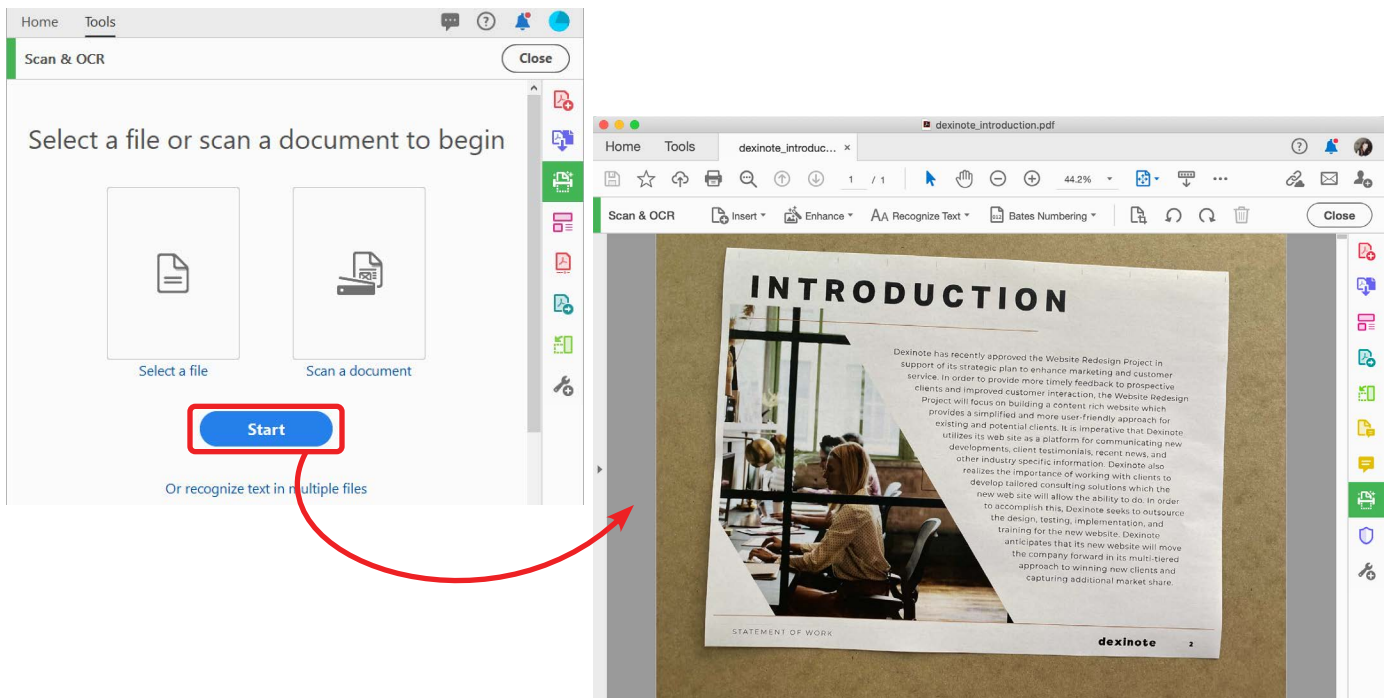 Home Tools
Scan & OCR
Close
Select a file or scan a document to begin
Select a file
Scan a document
Start
Or recognize text in multiple files
dexinote_introduction.pdf
Home Tools dexinote_introduc... ×
1 / 1 44.2%
Scan & OCR Insert Enhance AA Recognize Text 012 Bates Numbering Close
INTRODUCTION
Dexinote has recently approved the Website Redesign Project in
support of its strategic plan to enhance marketing and customer
service. In order to provide more timely feedback to prospective
clients and improved customer interaction, the Website Redesign
Project will focus on building a content rich website which
provides a simplified and more user-friendly approach for
existing and potential clients. It is imperative that Dexinote
utilizes its web site as a platform for communicating new
developments, client testimonials, recent news, and
other industry specific information. Dexinote also
realizes the importance of working with clients to
develop tailored consulting solutions which the
new web site will allow the ability to do. In order
to accomplish this, Dexinote seeks to outsource
the design, testing, implementation, and
training for the new website. Dexinote
anticipates that its new website will move
the company forward in its multi-tiered
approach to winning new clients and
capturing additional market share.
STATEMENT OF WORK dexinote 2